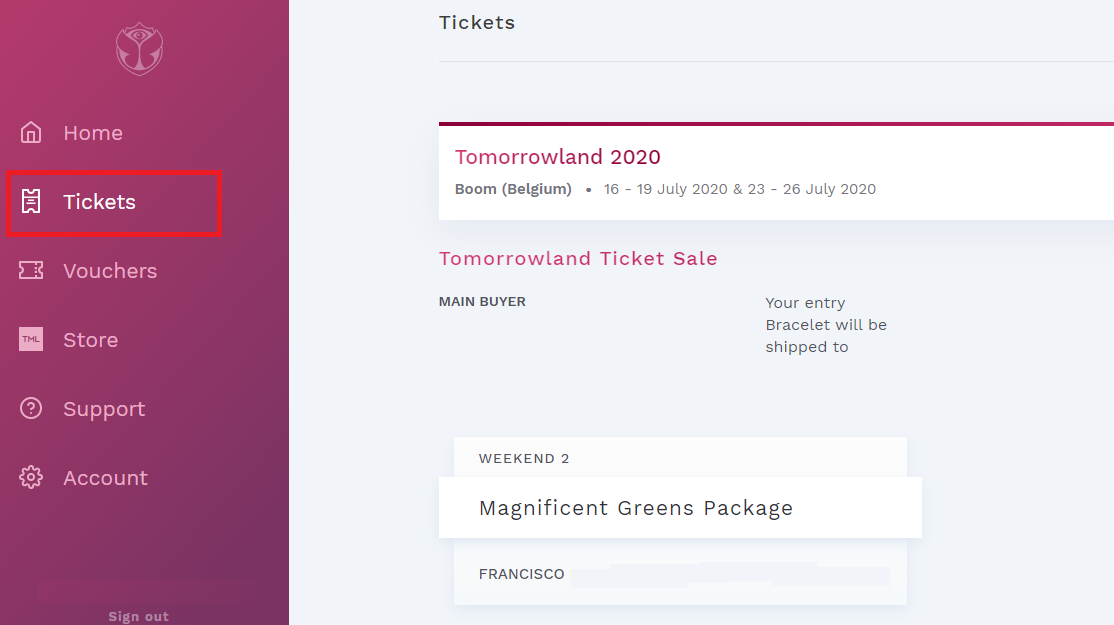 Home
Tickets
Vouchers
TML
Store
Support
Account
Sign out
Tickets
Tomorrowland 2020
Boom (Belgium) • 16 - 19 July 2020 & 23 - 26 July 2020
Tomorrowland Ticket Sale
MAIN BUYER
Your entry
Bracelet will be
shipped to
WEEKEND 2
Magnificent Greens Package
FRANCISCO